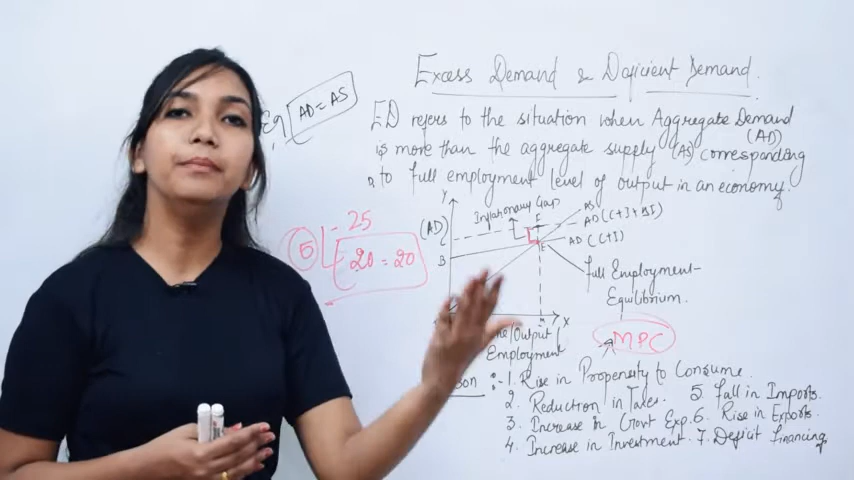 Excess Demand & Deficient Demand.
Eq AD = AS
ED refers to the situation when Aggregate Demand
(AD)
is more than the aggregate supply (AS) corresponding
to full employment level of output in an economy.
Y
Inflationary Gap
AS
AD (C+I+ΔI)
AD (C+I)
(AD)
B
E
E
25
5
20 = 20
Full Employment
Equilibrium.
M
X
/Output/
Employment
MPC
:- 1. Rise in Propensity to Consume.
2. Reduction in Taxes.
3. Increase in Govt Exp.
4. Increase in Investment.
5. Fall in Imports.
6. Rise in Exports.
7. Deficit Financing